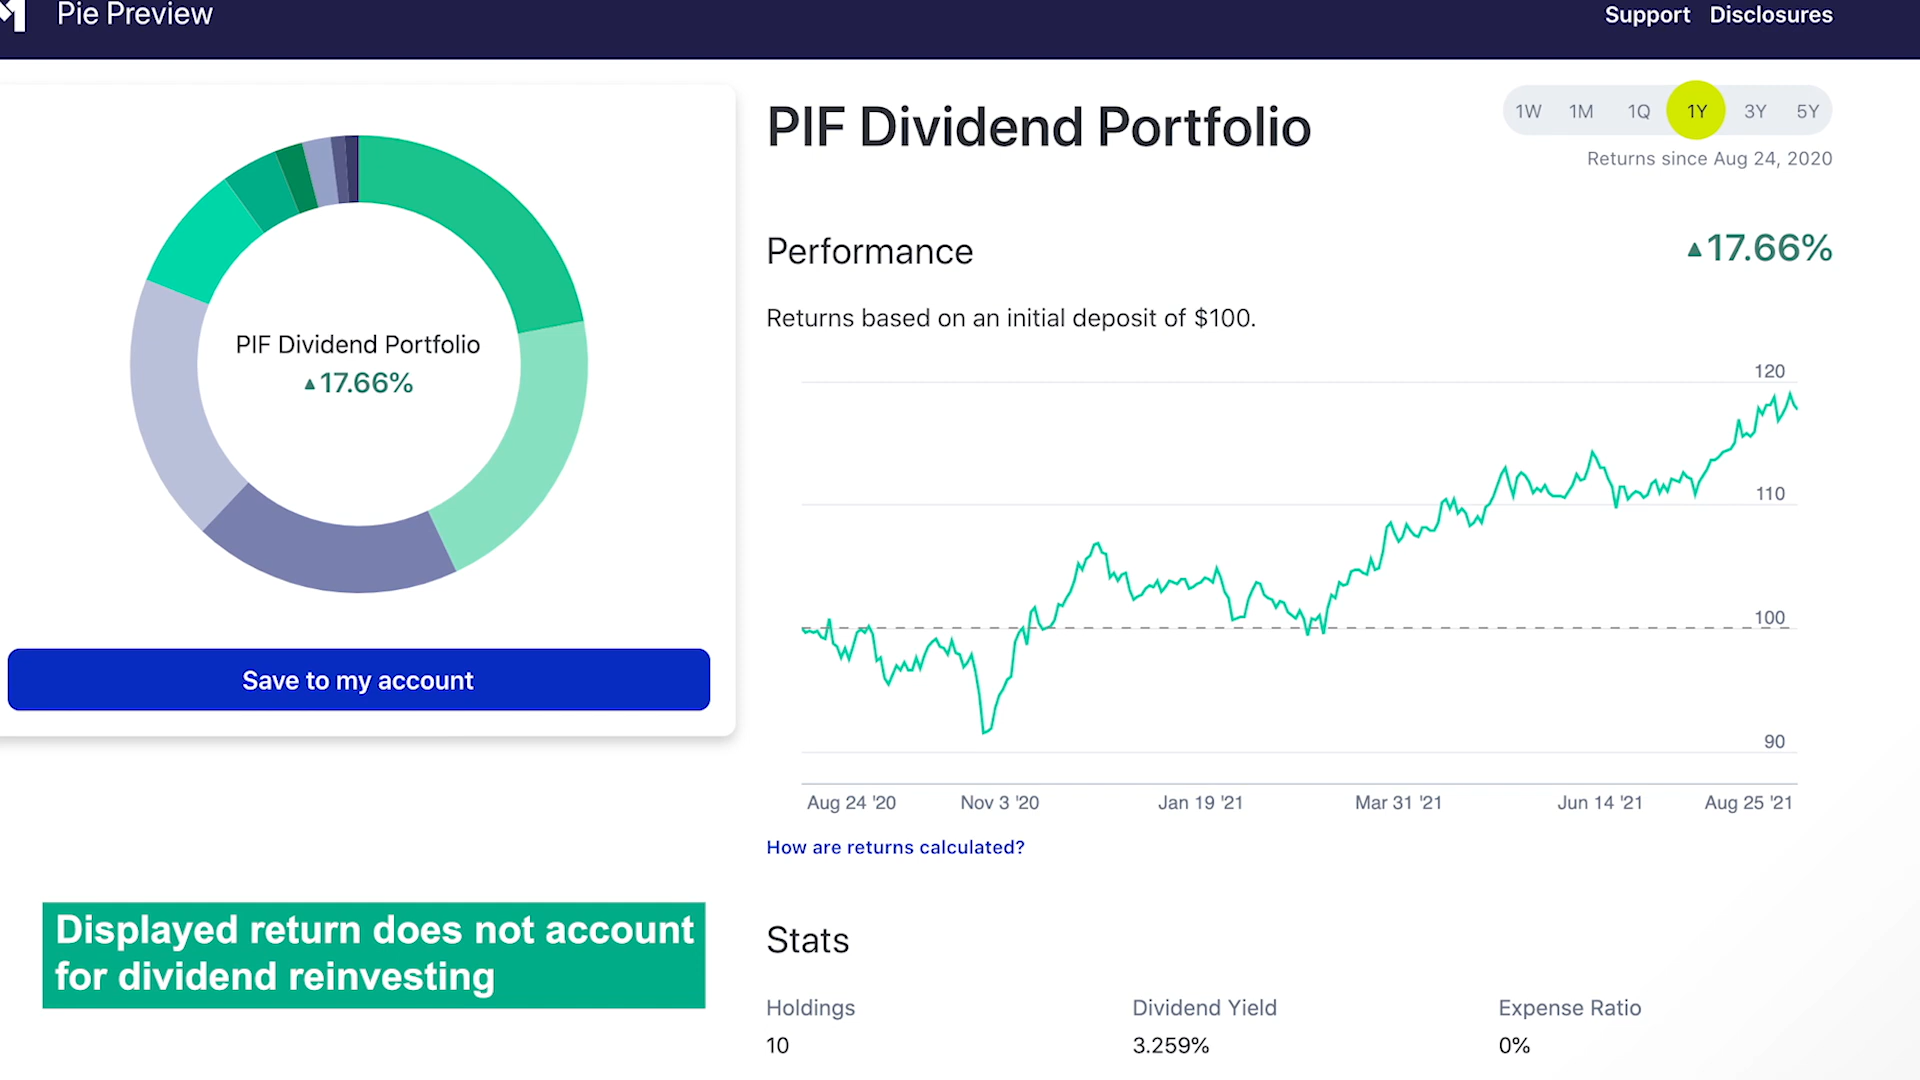 Pie Preview
Support Disclosures
PIF Dividend Portfolio
▲17.66%
Save to my account
Displayed return does not account
for dividend reinvesting
PIF Dividend Portfolio
1W 1M 1Q 1Y 3Y 5Y
Returns since Aug 24, 2020
Performance
▲17.66%
Returns based on an initial deposit of $100.
120
110
100
90
Aug 24 '20 Nov 3 '20 Jan 19 '21 Mar 31 '21 Jun 14 '21 Aug 25 '21
How are returns calculated?
Stats
Holdings Dividend Yield Expense Ratio
10 3.259% 0%